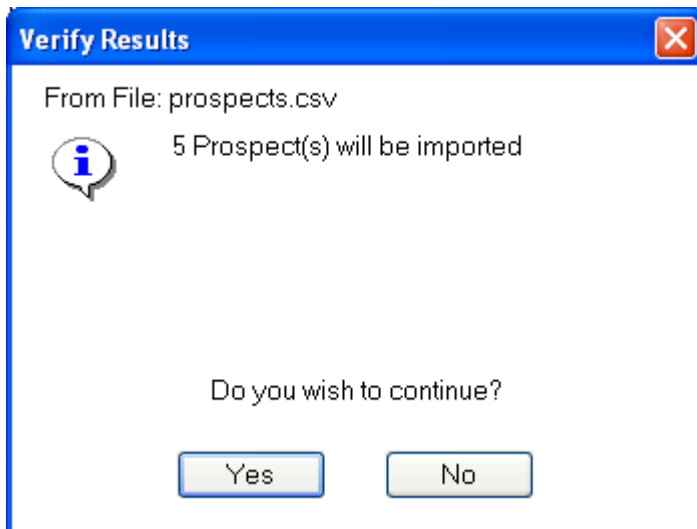 Verify Results
From File: prospects.csv
5 Prospect(s) will be imported
Do you wish to continue?
Yes
No